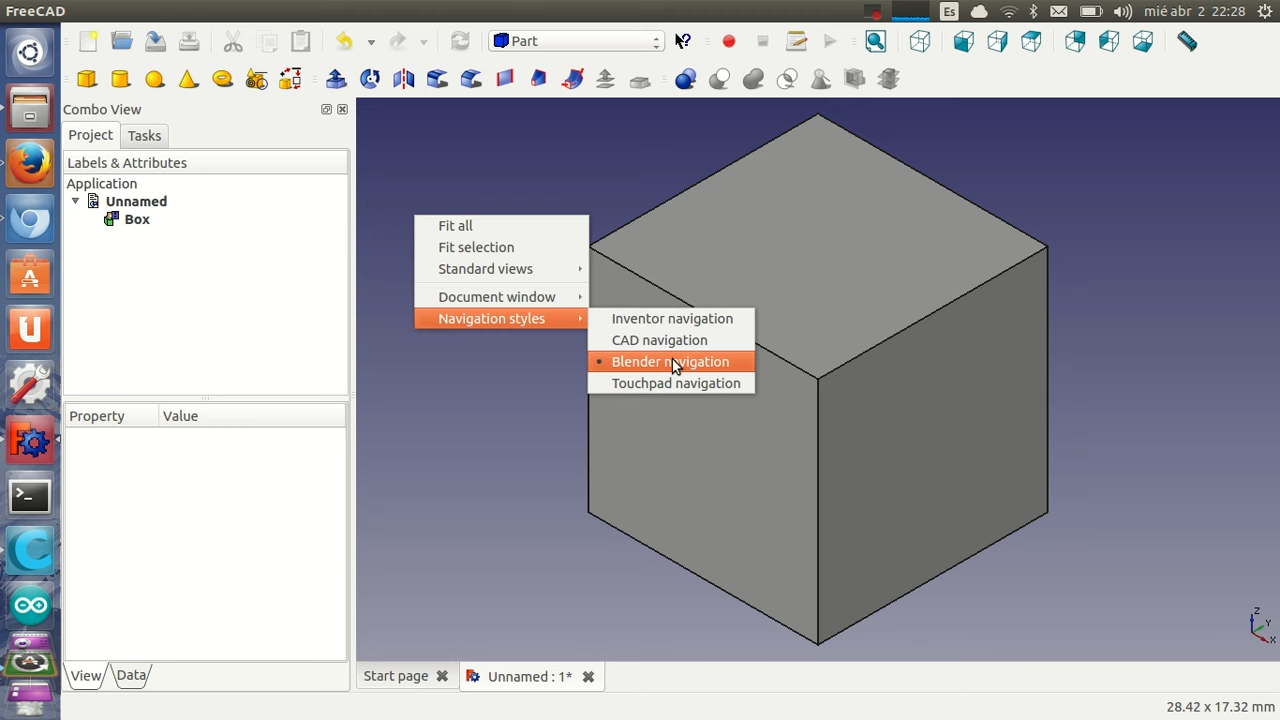 FreeCAD
Es
mié abr 2 22:28
Part
Combo View
Project
Tasks
Labels & Attributes
Application
Unnamed
Box
Fit all
Fit selection
Standard views
Document window
Navigation styles
Inventor navigation
CAD navigation
Blender navigation
Touchpad navigation
Property
Value
View
Data
Start page
Unnamed : 1*
Z
Y
X
28.42 x 17.32 mm